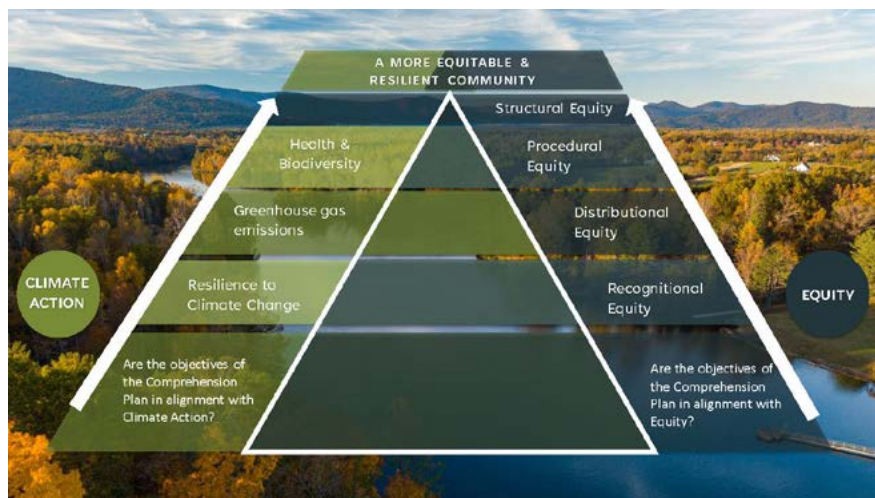 A MORE EQUITABLE &
RESILIENT COMMUNITY
Structural Equity
Health &
Biodiversity
Procedural
Equity
Greenhouse gas
emissions
Distributional
Equity
CLIMATE
ACTION
Resilience to
Climate Change
Recognitional
Equity
EQUITY
Are the objectives of
the Comprehension
Plan in alignment with
Climate Action?
Are the objectives of
the Comprehension
Plan in alignment with
Equity?